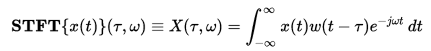 STFT{x(t)}(τ, ω) ≡ X(τ, ω) = ∫_{−∞}^{∞} x(t)w(t − τ)e^{−jωt} dt